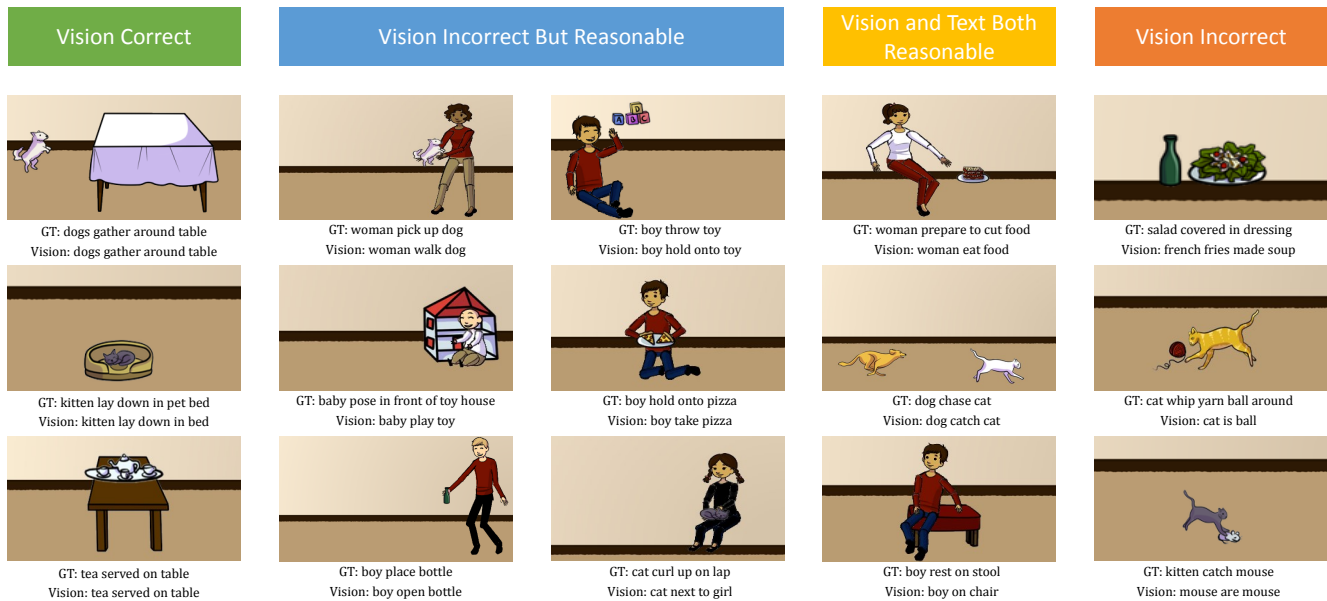 Vision Correct
Vision Incorrect But Reasonable
Vision and Text Both
Reasonable
Vision Incorrect
GT: dogs gather around table
Vision: dogs gather around table
GT: woman pick up dog
Vision: woman walk dog
D
A B C
GT: boy throw toy
Vision: boy hold onto toy
GT: woman prepare to cut food
Vision: woman eat food
GT: salad covered in dressing
Vision: french fries made soup
GT: kitten lay down in pet bed
Vision: kitten lay down in bed
GT: baby pose in front of toy house
Vision: baby play toy
GT: boy hold onto pizza
Vision: boy take pizza
GT: dog chase cat
Vision: dog catch cat
GT: cat whip yarn ball around
Vision: cat is ball
GT: tea served on table
Vision: tea served on table
GT: boy place bottle
Vision: boy open bottle
GT: cat curl up on lap
Vision: cat next to girl
GT: boy rest on stool
Vision: boy on chair
GT: kitten catch mouse
Vision: mouse are mouse